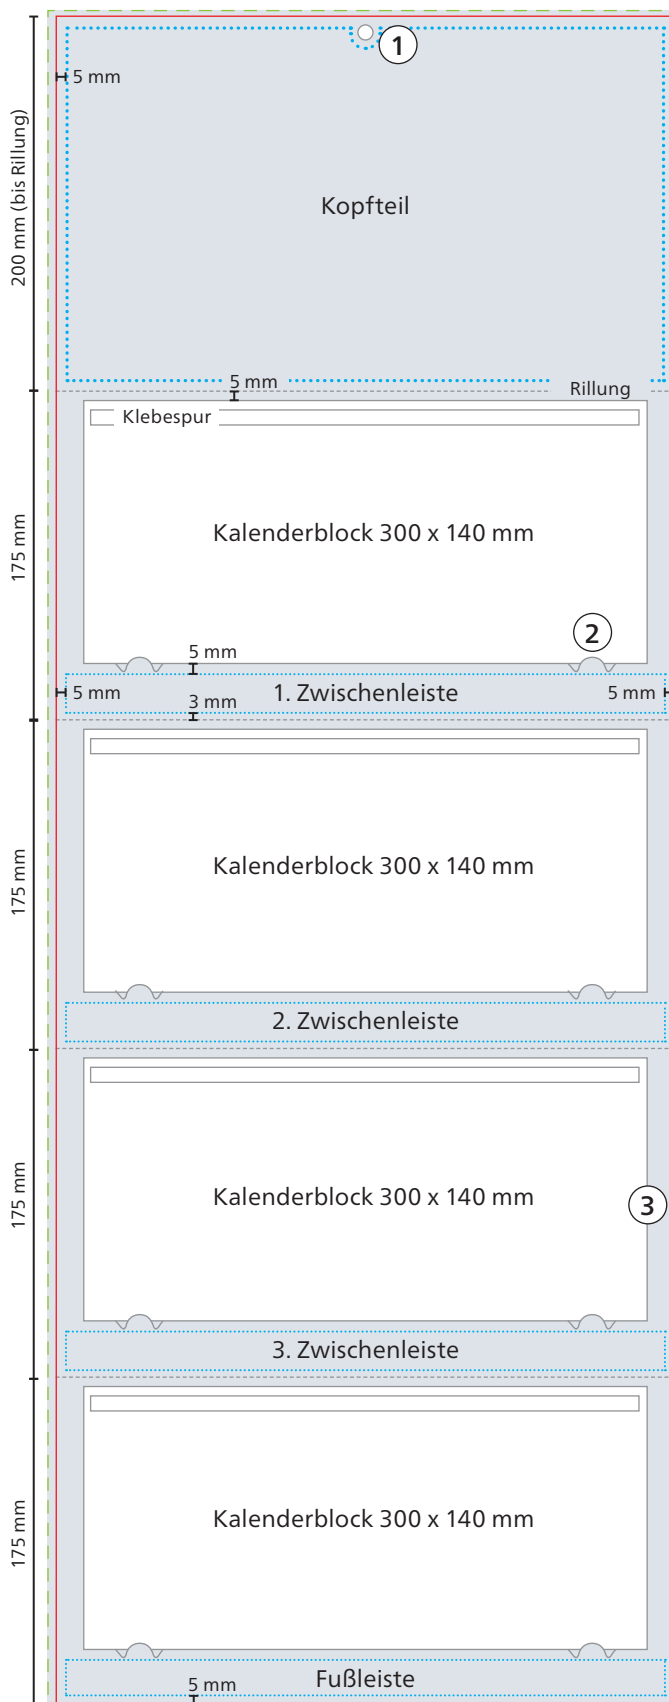 1
5 mm
200 mm (bis Rillung)
Kopfteil
5 mm
Rillung
Klebespur
175 mm
Kalenderblock 300 x 140 mm
2
5 mm
5 mm
1. Zwischenleiste
5 mm
3 mm
175 mm
Kalenderblock 300 x 140 mm
2. Zwischenleiste
175 mm
Kalenderblock 300 x 140 mm
3
3. Zwischenleiste
175 mm
Kalenderblock 300 x 140 mm
Fußleiste
5 mm